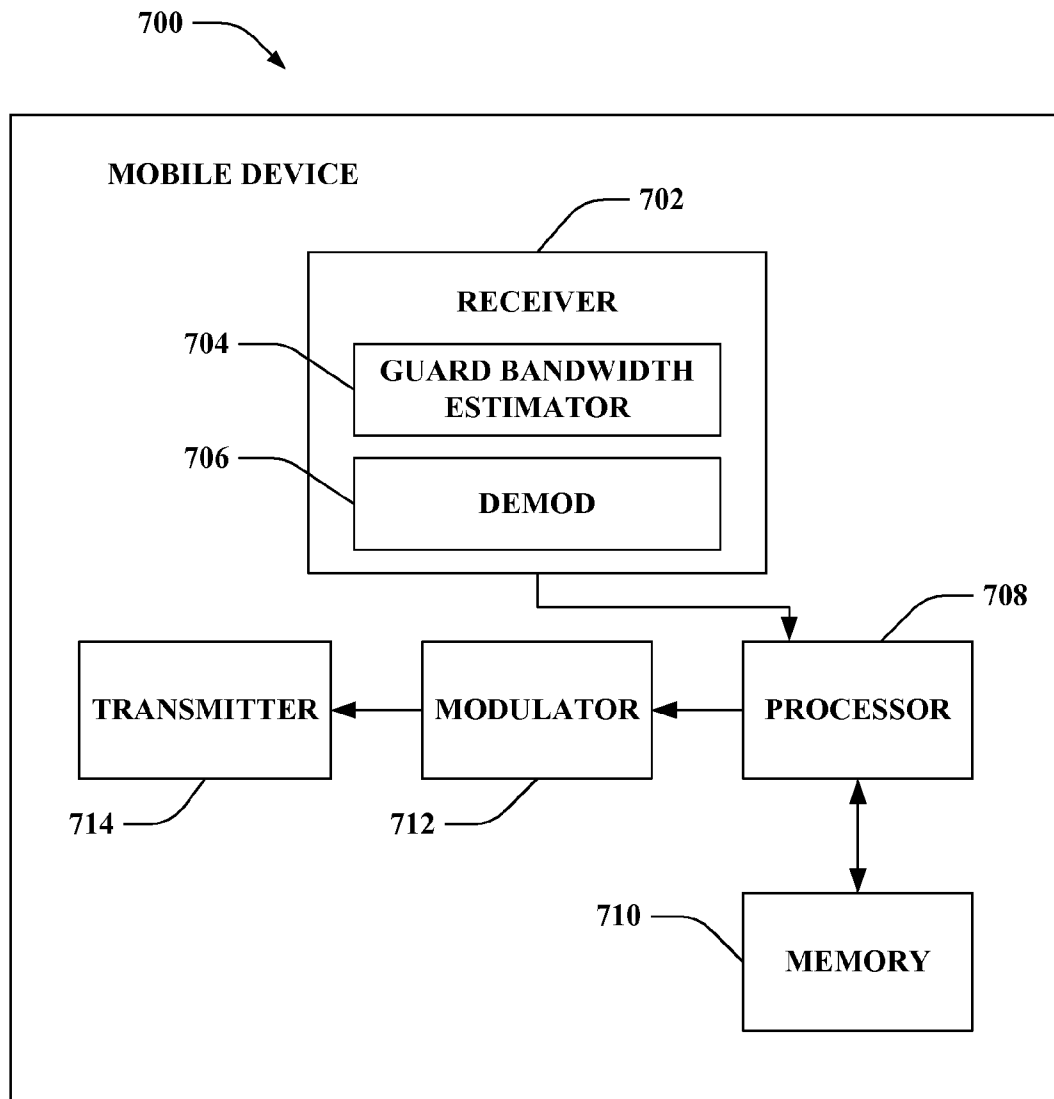 700
MOBILE DEVICE
702
RECEIVER
704
GUARD BANDWIDTH
ESTIMATOR
706
DEMOD
708
TRANSMITTER
MODULATOR
PROCESSOR
714
712
710
MEMORY